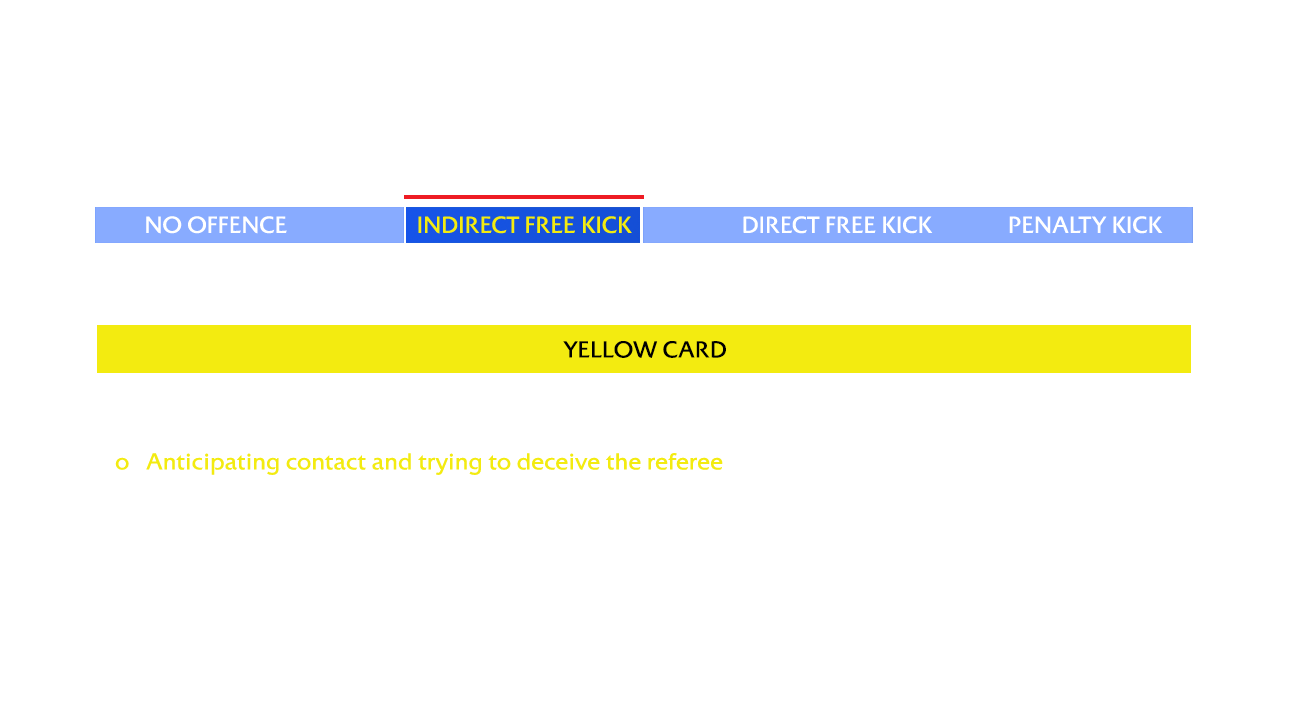 NO OFFENCE INDIRECT FREE KICK DIRECT FREE KICK PENALTY KICK
YELLOW CARD
o Anticipating contact and trying to deceive the referee